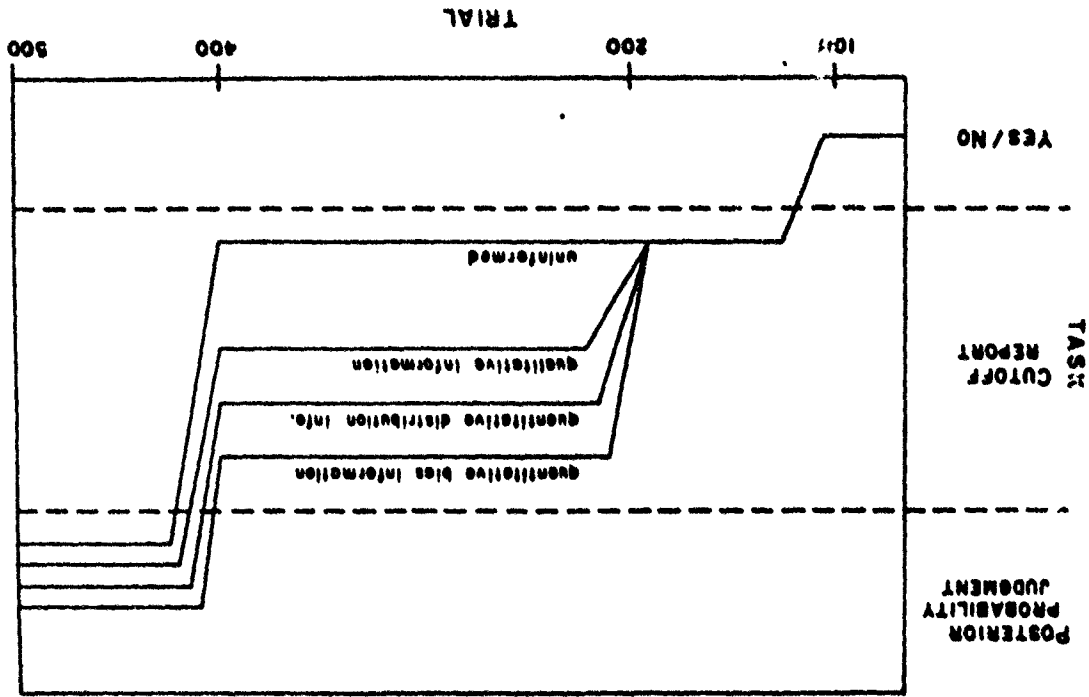 POSTERIOR
PROBABILITY
JUDGMENT
quantitative bias information
quantitative distribution info.
TASK
CUTOFF
REPORT
qualitative information
uninformed
YES/NO
100
200
400
500
TRIAL